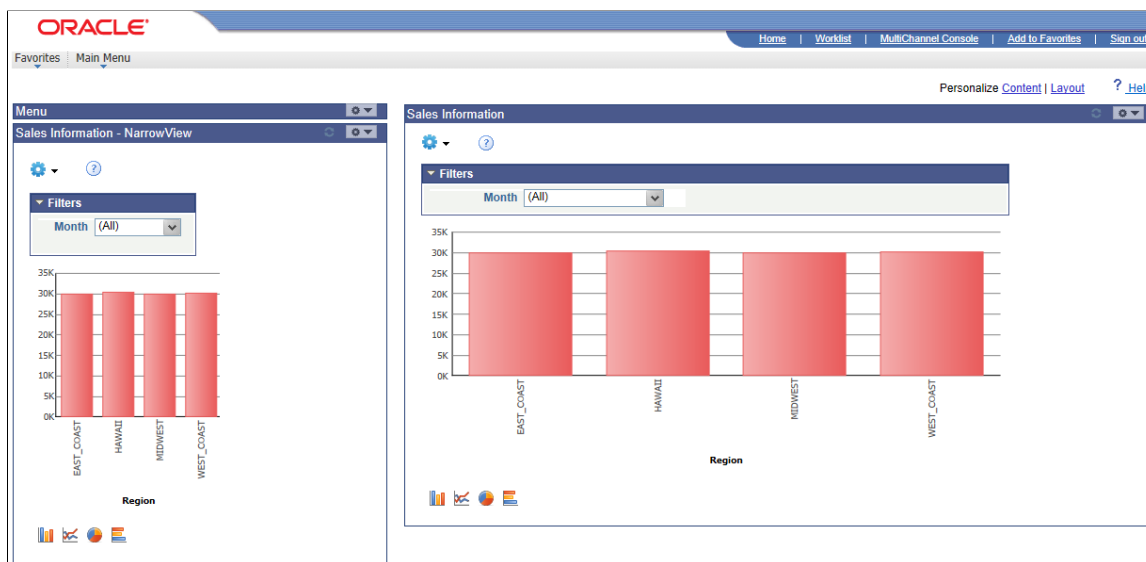 ORACLE®
Home | Worklist | MultiChannel Console | Add to Favorites | Sign out
Favorites Main Menu
Personalize Content | Layout ? Hel
Menu
Sales Information - NarrowView
?
Filters
Month (All)
35K
30K
25K
20K
15K
10K
5K
0K
EAST_COAST
HAWAII
MIDWEST
WEST_COAST
Region
Sales Information
?
Filters
Month (All)
35K
30K
25K
20K
15K
10K
5K
0K
EAST_COAST
HAWAII
MIDWEST
WEST_COAST
Region